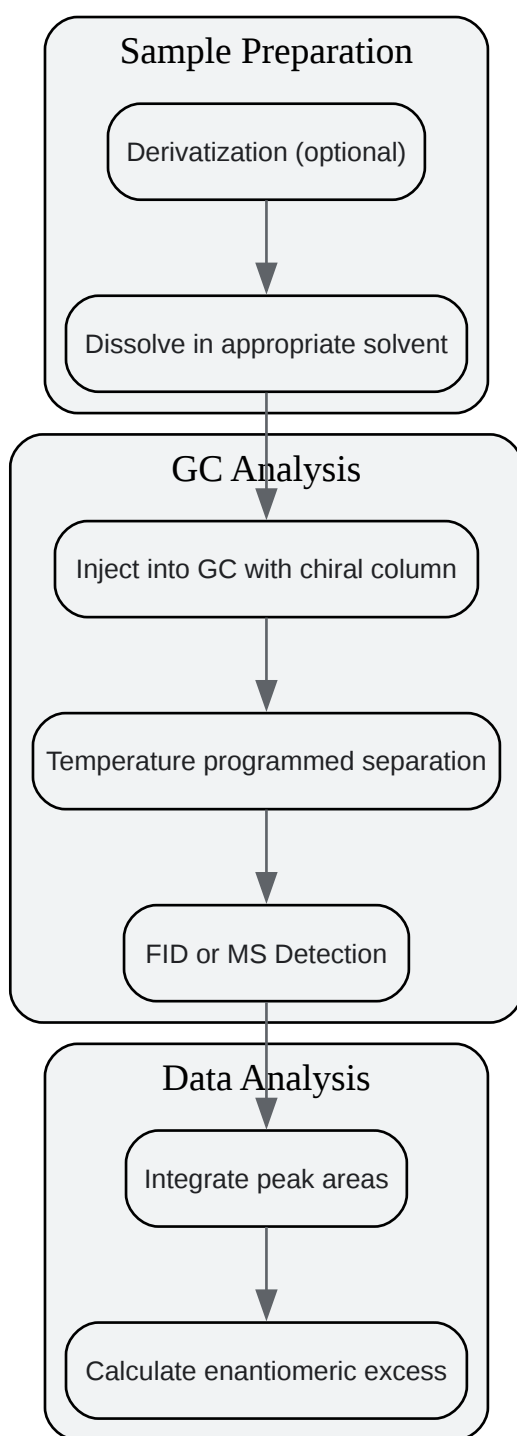 Sample Preparation
Derivatization (optional)
Dissolve in appropriate solvent
GC Analysis
Inject into GC with chiral column
Temperature programmed separation
FID or MS Detection
Data Analysis
Integrate peak areas
Calculate enantiomeric excess